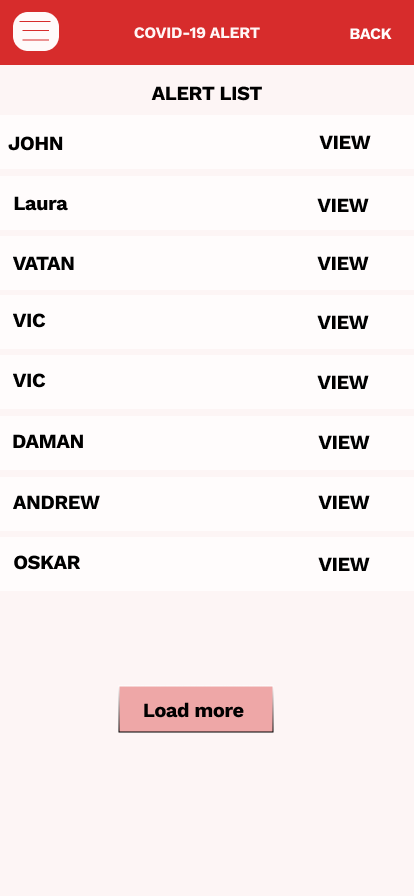 COVID-19 ALERT BACK
ALERT LIST
JOHN VIEW
Laura VIEW
VATAN VIEW
VIC VIEW
VIC VIEW
DAMAN VIEW
ANDREW VIEW
OSKAR VIEW
Load more